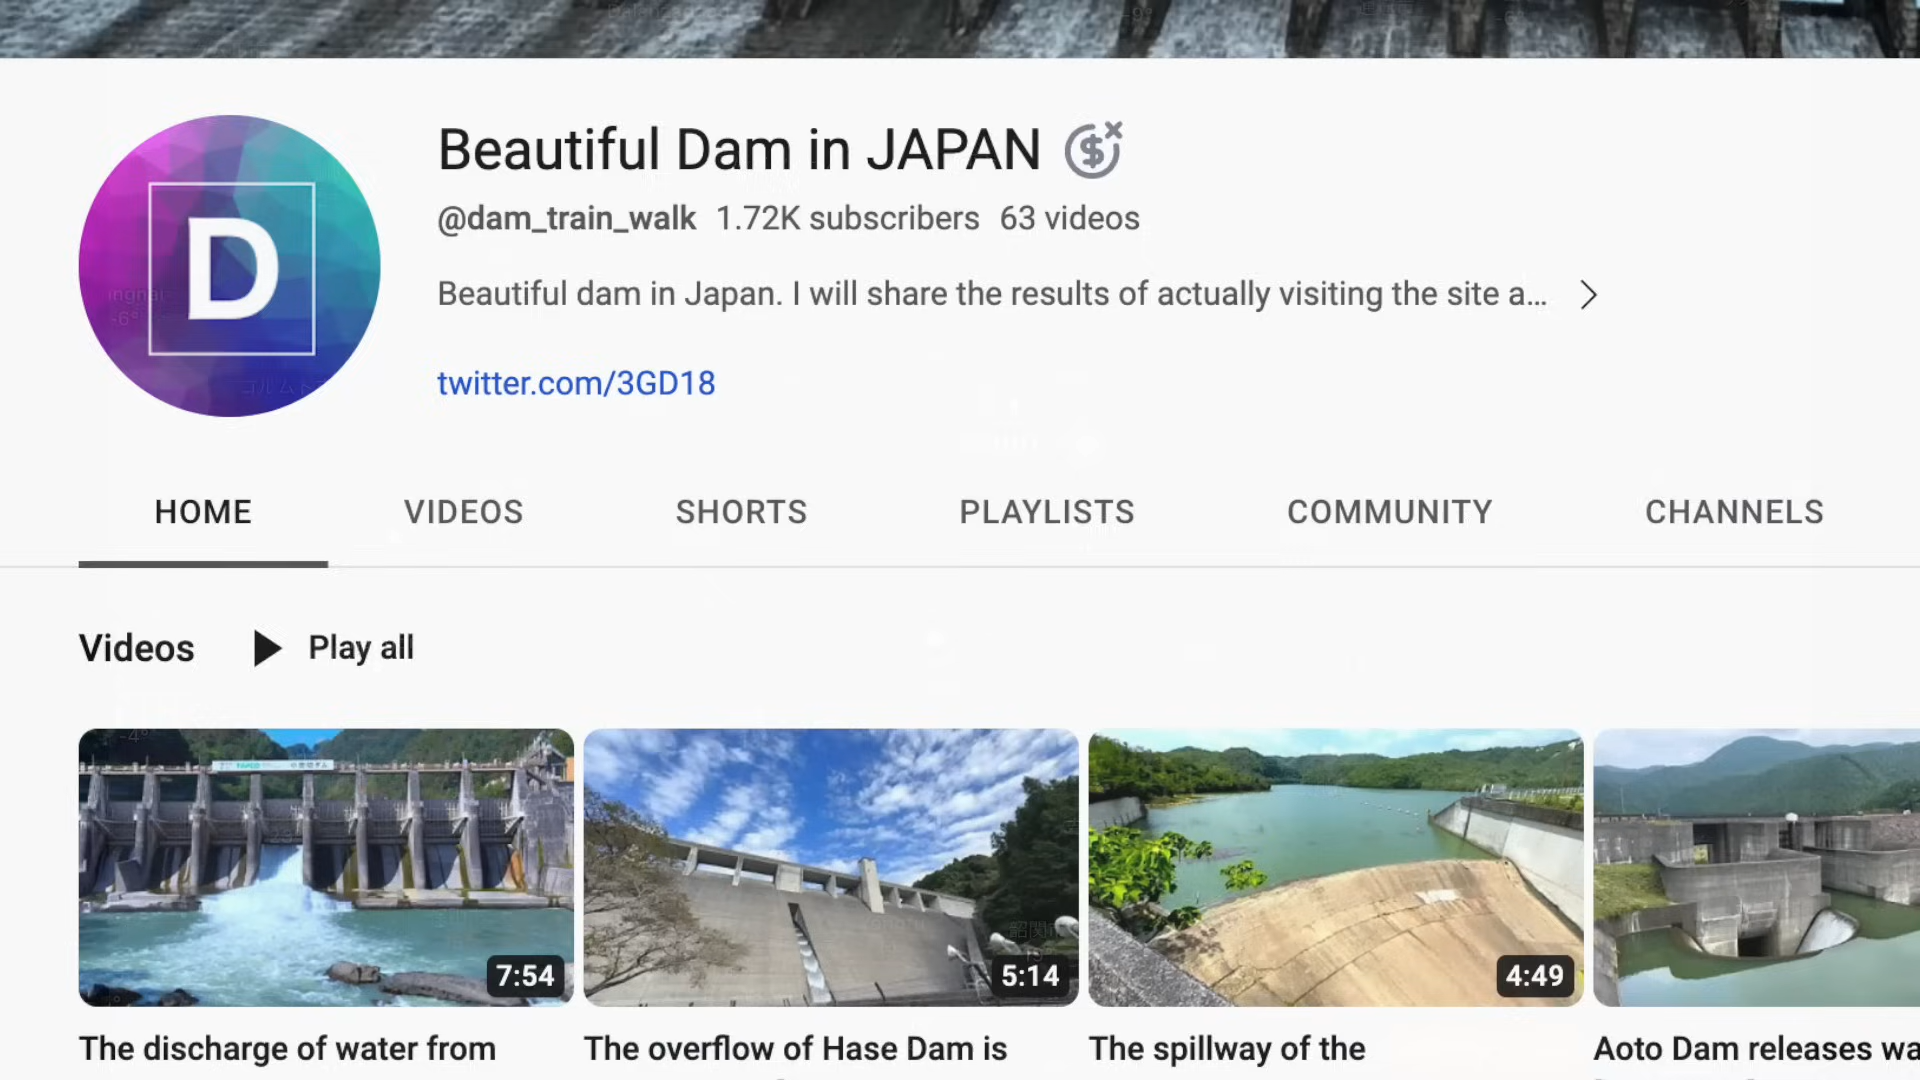 D
Beautiful Dam in JAPAN
@dam_train_walk 1.72K subscribers 63 videos
Beautiful dam in Japan. I will share the results of actually visiting the site a...
twitter.com/3GD18
HOME VIDEOS SHORTS PLAYLISTS COMMUNITY CHANNELS
Videos Play all
7:54 5:14 4:49
The discharge of water from The overflow of Hase Dam is The spillway of the Aoto Dam releases wa